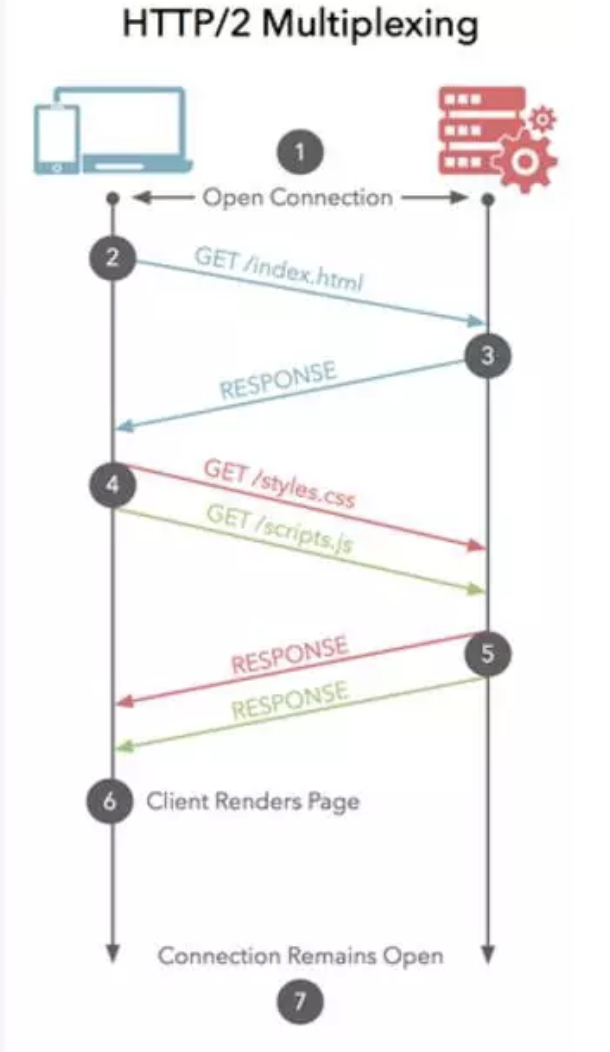 HTTP/2 Multiplexing
1
Open Connection
2
GET /index.html
3
RESPONSE
4
GET /styles.css
GET /scripts.js
5
RESPONSE
RESPONSE
6 Client Renders Page
Connection Remains Open
7